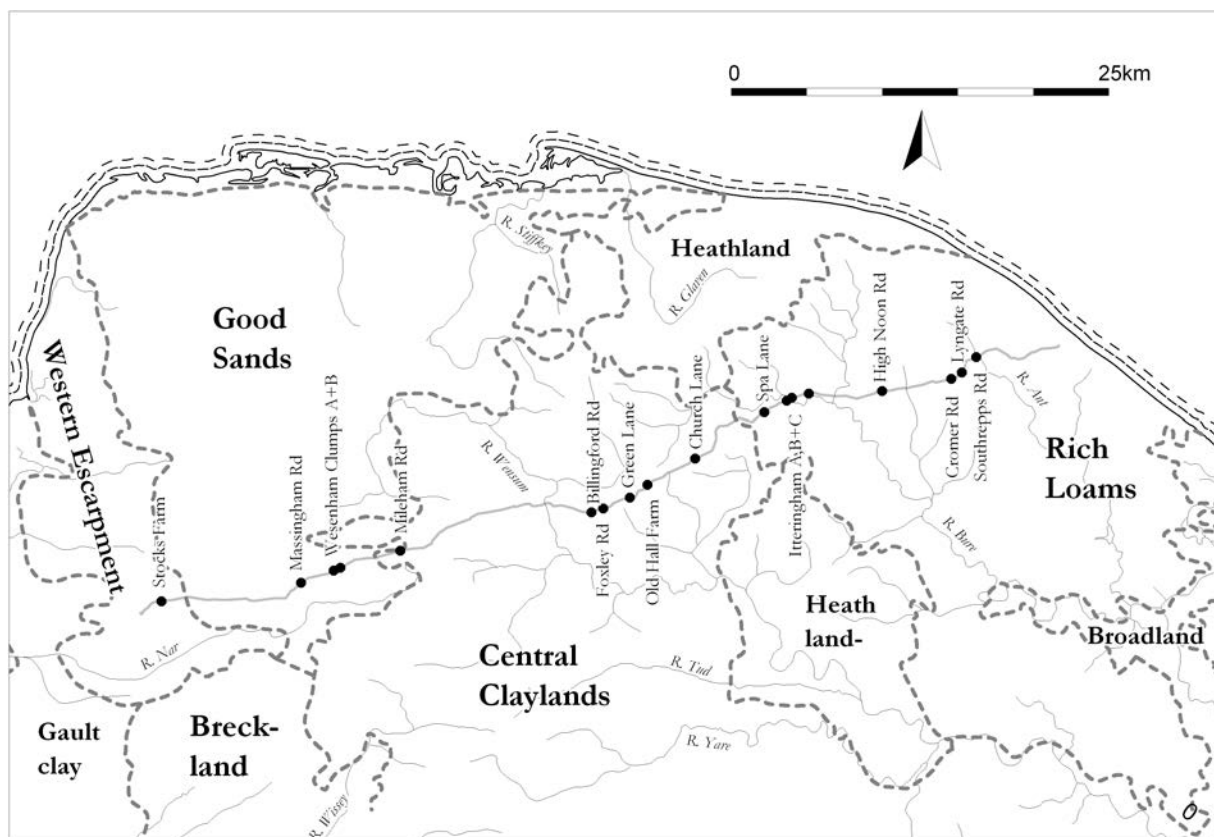 0
25km
Heathland
R. Stiffkey
R. Glaven
Good
Sands
Western Escarpment
High Noon Rd
Lyngate Rd
Spa Lane
Church Lane
R. Ant
Cromer Rd
Southrepps Rd
Rich
Loams
Billingford Rd
Green Lane
R. Wensum
Mileham Rd
Wesenham Clumps A+B
Massingham Rd
Stocks Farm
Foxley Rd
Old Hall Farm
Itteringham A,B+C
R. Bure
Heath
land-
Broadland
R. Nar
Central
Claylands
R. Tud
R. Yare
Gault
clay
Breck-
land
R. Wissey